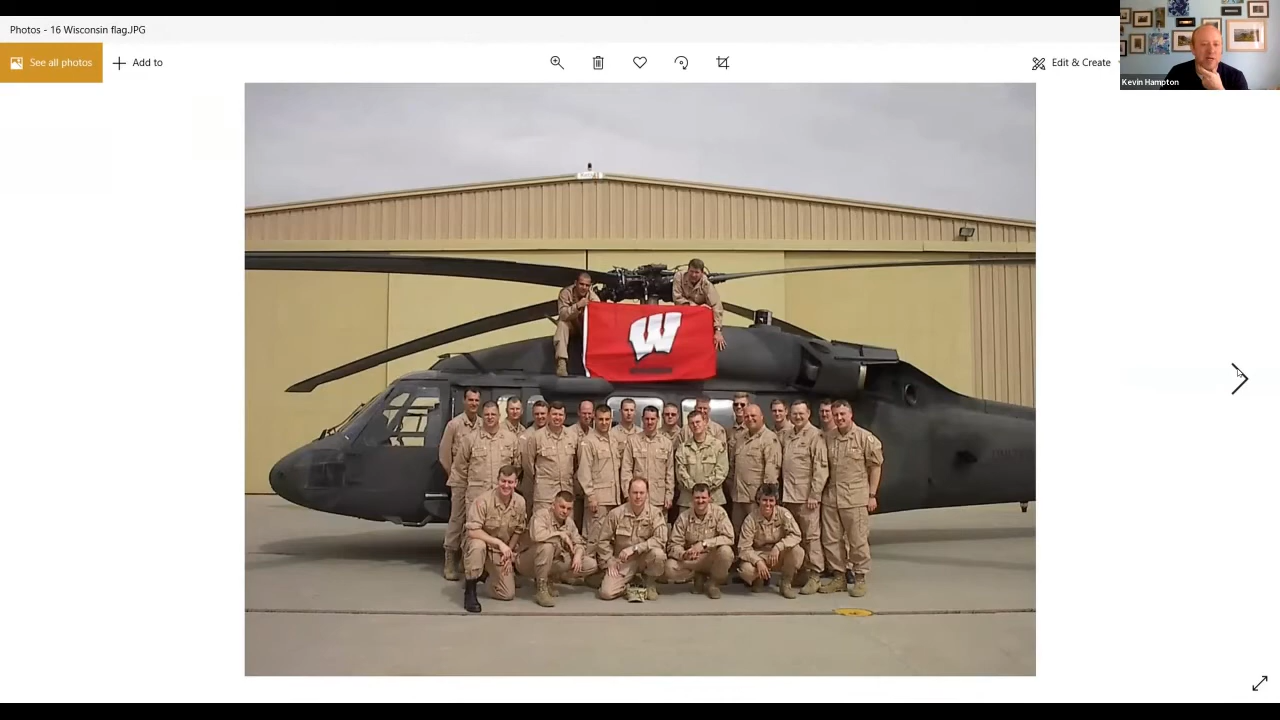 Photos - 16 Wisconsin flag.JPG
See all photos
Add to
Edit & Create
Kevin Hampton
W